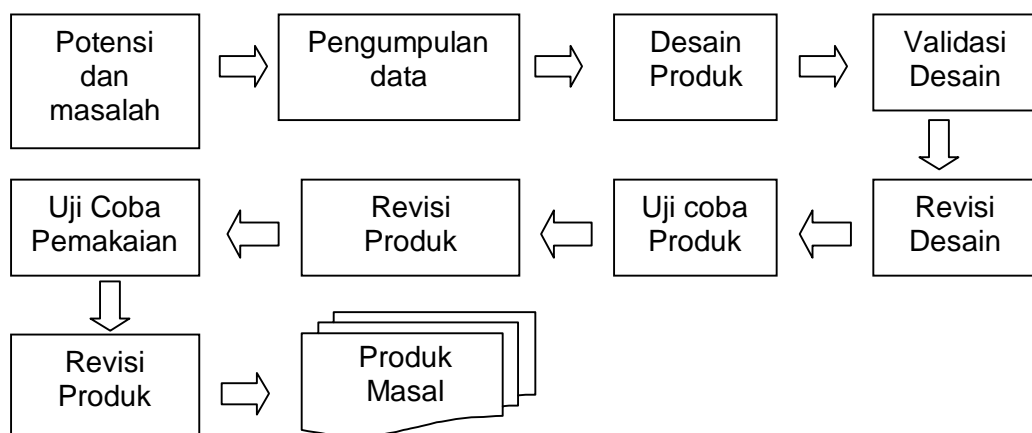 Potensi
dan
masalah
Pengumpulan
data
Desain
Produk
Validasi
Desain
Revisi
Desain
Uji coba
Produk
Revisi
Produk
Uji Coba
Pemakaian
Revisi
Produk
Produk
Masal